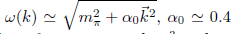 ω(k) ≃ √(m_π² + α₀k⃗²), α₀ ≃ 0.4